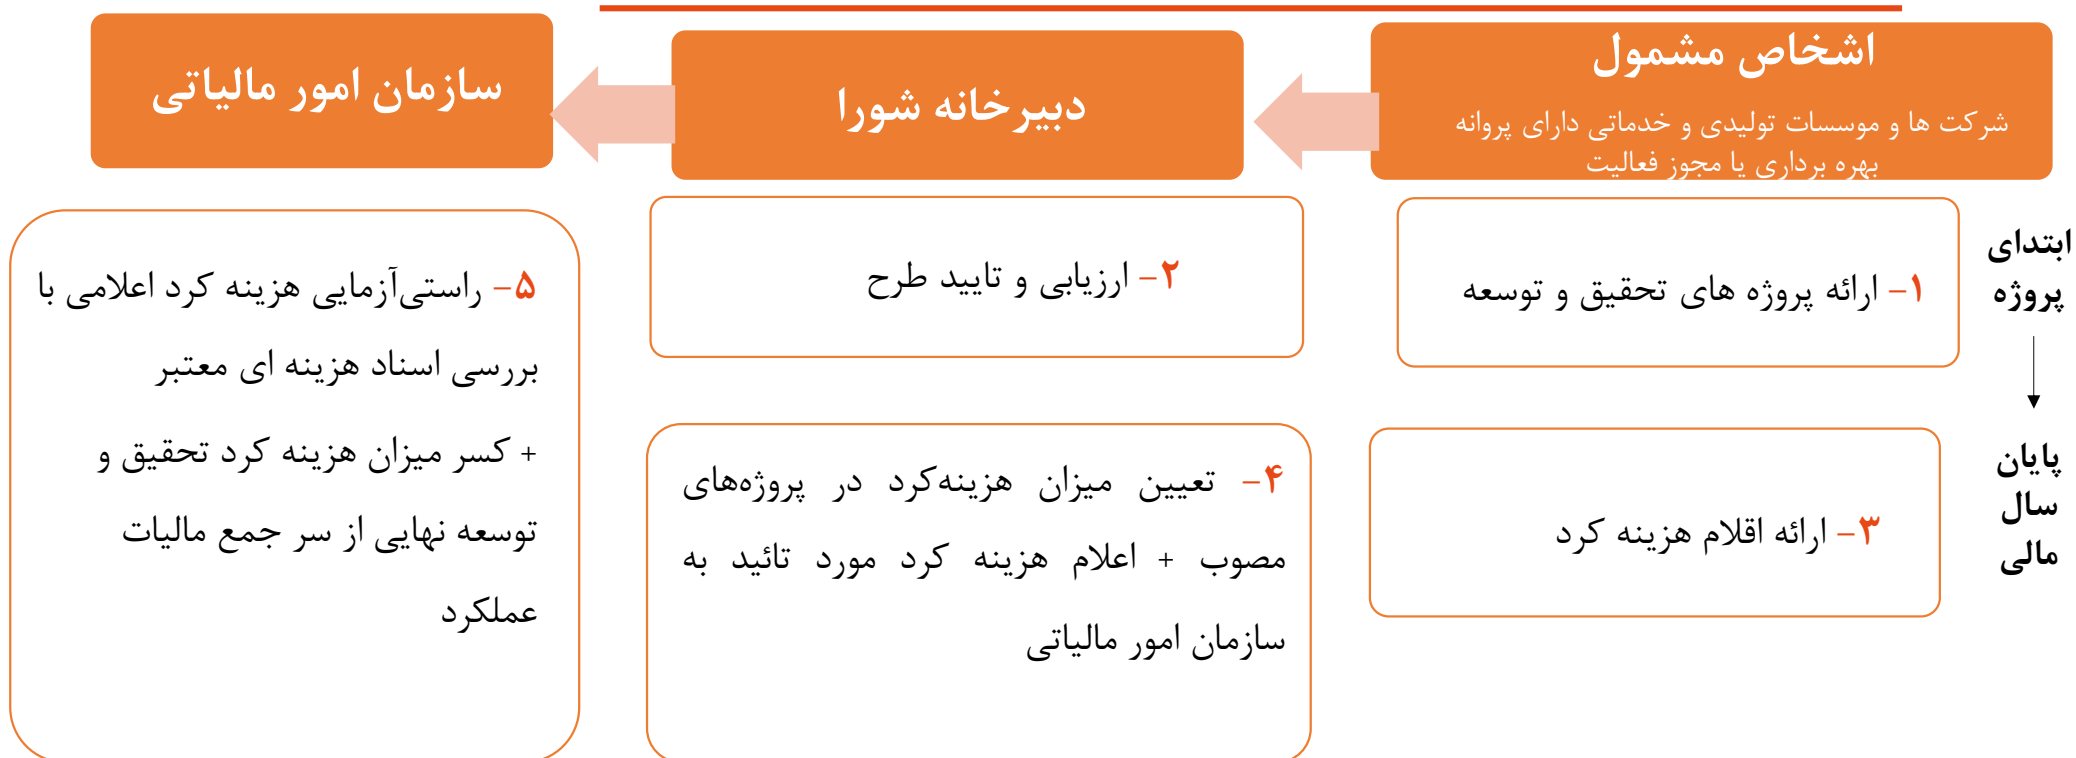 اشخاص مشمول
شرکت ها و موسسات تولیدی و خدماتی دارای پروانه
بهره برداری یا مجوز فعالیت
دبیرخانه شورا
سازمان امور مالیاتی
ابتدای
پروژه
۱- ارائه پروژه های تحقیق و توسعه
۲- ارزیابی و تایید طرح
پایان
سال
مالی
۳- ارائه اقلام هزینه کرد
۴- تعیین میزان هزینه‌کرد در پروژه‌های
مصوب + اعلام هزینه کرد مورد تائید به
سازمان امور مالیاتی
۵- راستی‌آزمایی هزینه کرد اعلامی با
بررسی اسناد هزینه ای معتبر
+ کسر میزان هزینه کرد تحقیق و
توسعه نهایی از سر جمع مالیات
عملکرد